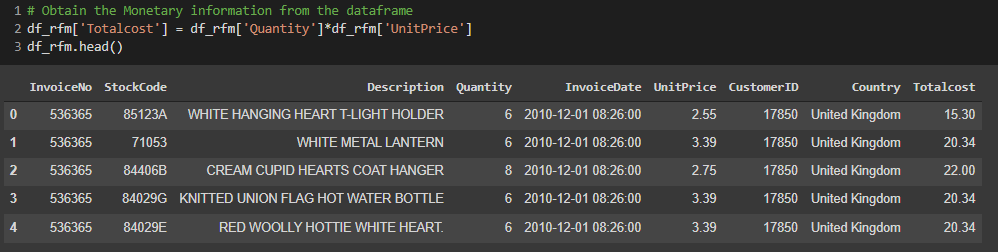 1 # Obtain the Monetary information from the dataframe
2 df_rfm['Totalcost'] = df_rfm['Quantity']*df_rfm['UnitPrice']
3 df_rfm.head()
InvoiceNo StockCode Description Quantity InvoiceDate UnitPrice CustomerID Country Totalcost
0 536365 85123A WHITE HANGING HEART T-LIGHT HOLDER 6 2010-12-01 08:26:00 2.55 17850 United Kingdom 15.30
1 536365 71053 WHITE METAL LANTERN 6 2010-12-01 08:26:00 3.39 17850 United Kingdom 20.34
2 536365 84406B CREAM CUPID HEARTS COAT HANGER 8 2010-12-01 08:26:00 2.75 17850 United Kingdom 22.00
3 536365 84029G KNITTED UNION FLAG HOT WATER BOTTLE 6 2010-12-01 08:26:00 3.39 17850 United Kingdom 20.34
4 536365 84029E RED WOOLLY HOTTIE WHITE HEART. 6 2010-12-01 08:26:00 3.39 17850 United Kingdom 20.34